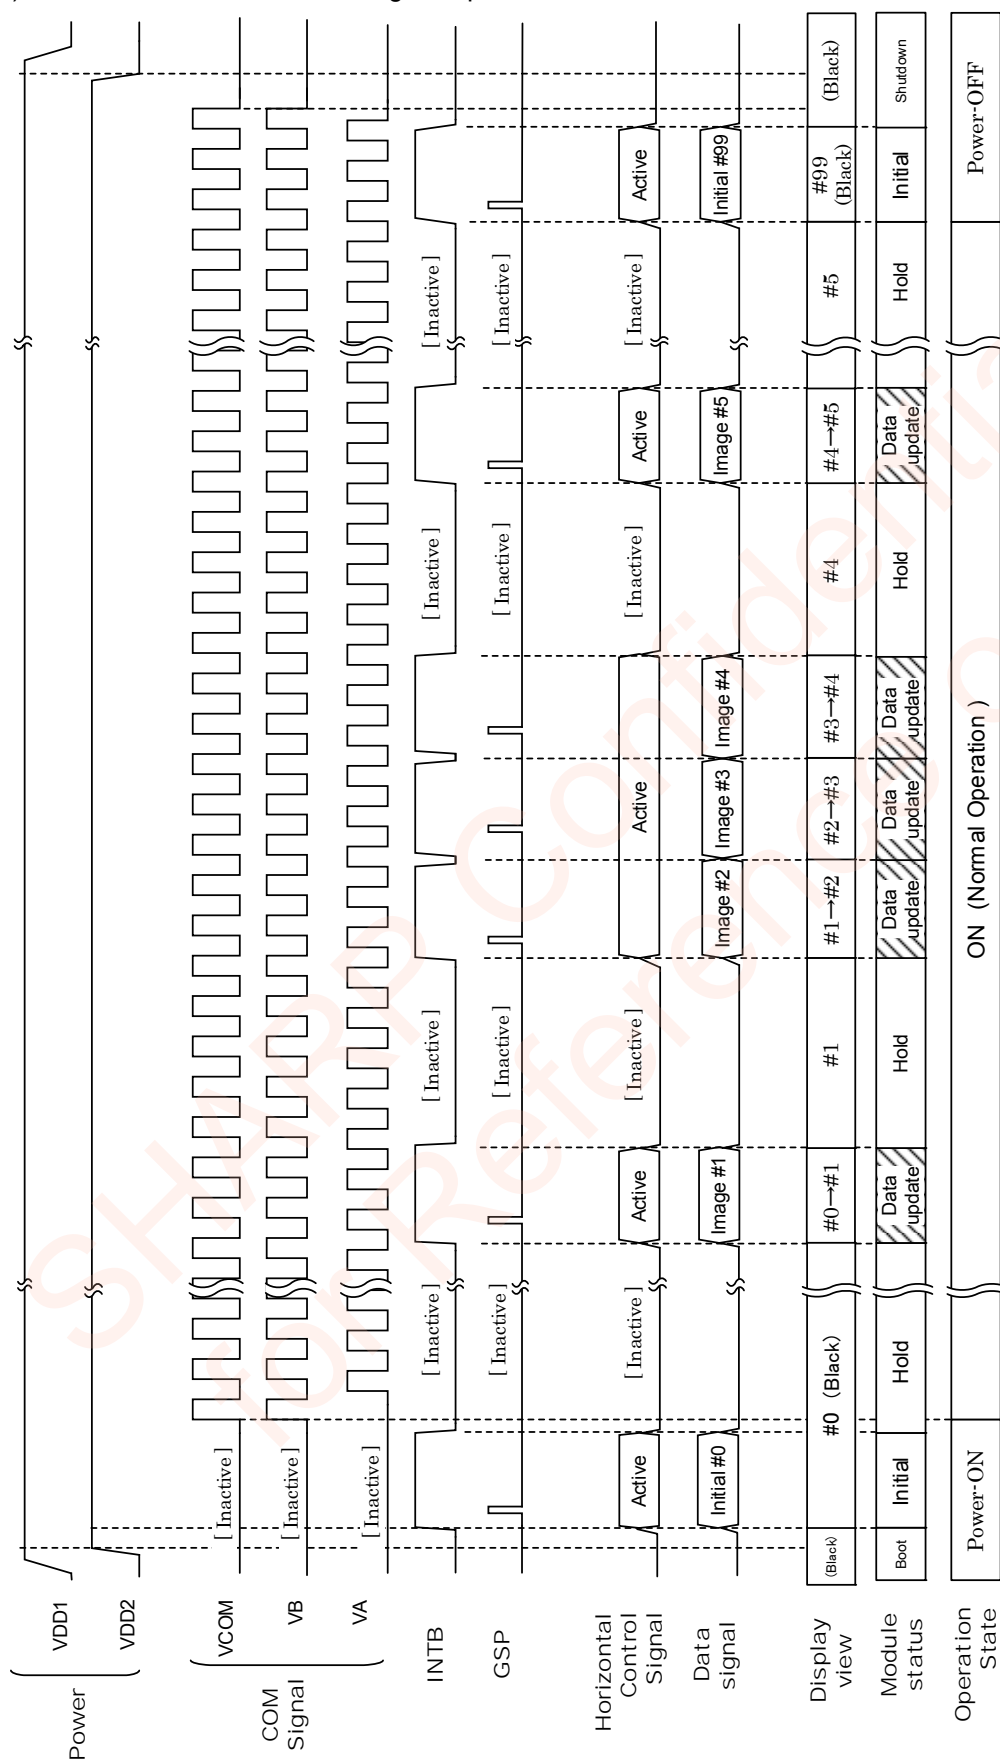 Power
VDD1
VDD2
COM
Signal
VCOM
[ Inactive ]
VB
[ Inactive ]
VA
[ Inactive ]
INTB
[ Inactive ]
[ Inactive ]
[ Inactive ]
[ Inactive ]
GSP
[ Inactive ]
[ Inactive ]
[ Inactive ]
[ Inactive ]
Horizontal
Control
Signal
Active
[ Inactive ]
Active
[ Inactive ]
Active
[ Inactive ]
Active
[ Inactive ]
Active
Data
signal
Initial #0
Image #1
Image #2
Image #3
Image #4
Image #5
Initial #99
Display
view
(Black)
#0 (Black)
#0→#1
#1
#1→#2
#2→#3
#3→#4
#4
#4→#5
#5
#99
(Black)
(Black)
Module
status
Boot
Initial
Hold
Data
update
Hold
Data
update
Data
update
Data
update
Hold
Data
update
Hold
Initial
Shutdown
Operation
State
Power-ON
ON (Normal Operation )
Power-OFF
SHARP Confidential
for Reference